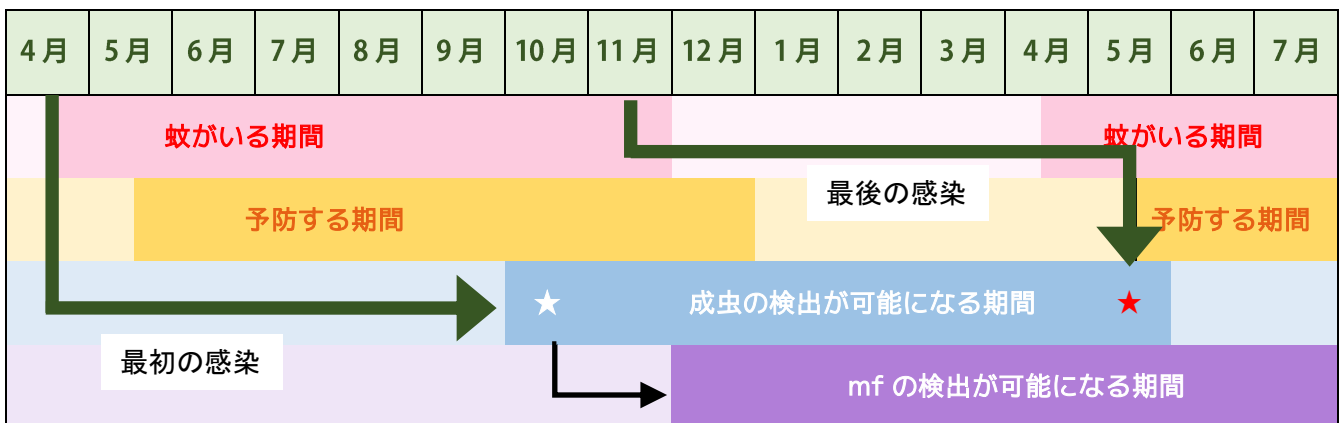 4月 5月 6月 7月 8月 9月 10月 11月 12月 1月 2月 3月 4月 5月 6月 7月
蚊がいる期間 蚊がいる期間
最後の感染
予防する期間 予防する期間
★ 成虫の検出が可能になる期間 ★
最初の感染
mfの検出が可能になる期間